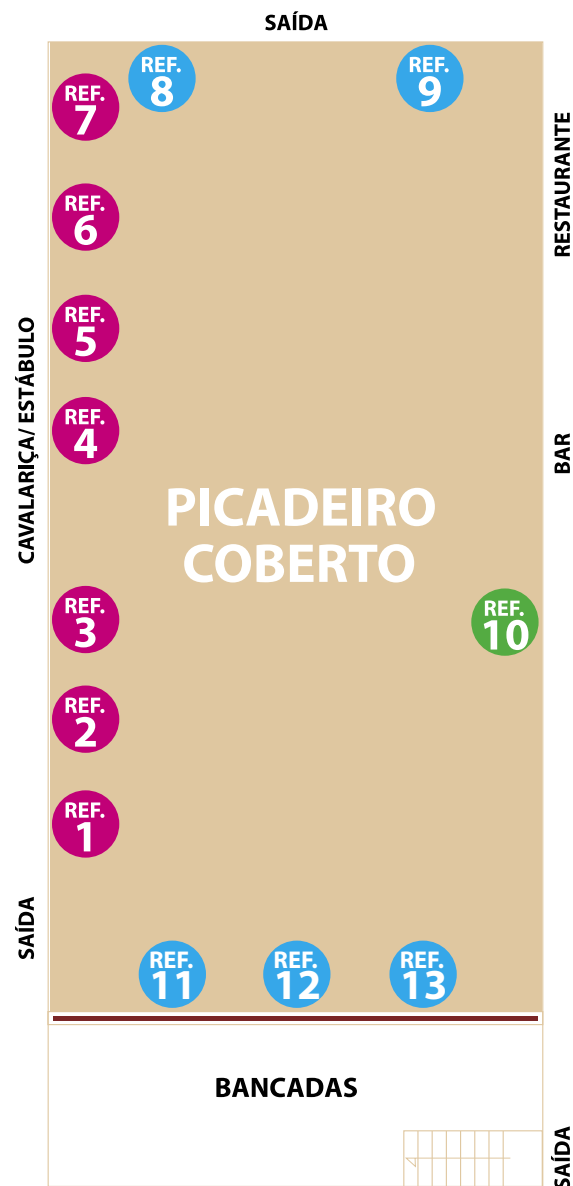 SAÍDA
REF.
8
REF.
9
REF.
7
RESTAURANTE
REF.
6
REF.
5
CAVALARIÇA/ ESTÁBULO
REF.
4
BAR
PICADEIRO
COBERTO
REF.
3
REF.
10
REF.
2
REF.
1
SAÍDA
REF.
11
REF.
12
REF.
13
BANCADAS
SAÍDA